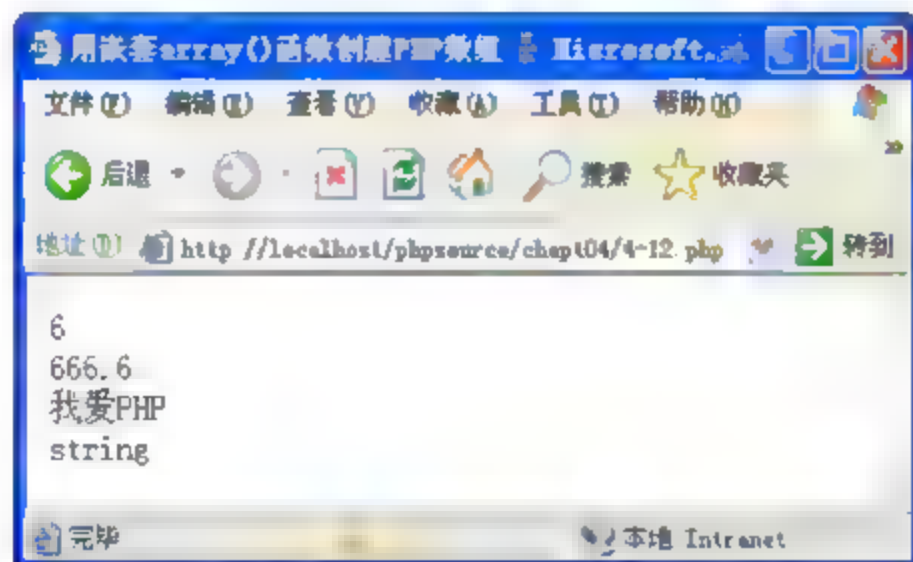 用嵌套array()函数创建PHP数组 - Microsoft...
文件(F) 编辑(E) 查看(V) 收藏(A) 工具(T) 帮助(H)
后退 搜索 收藏夹 »
地址(D) http://localhost/phpsource/chapt04/4-12.php 转到
6
666.6
我爱PHP
string
完毕 本地 Intranet